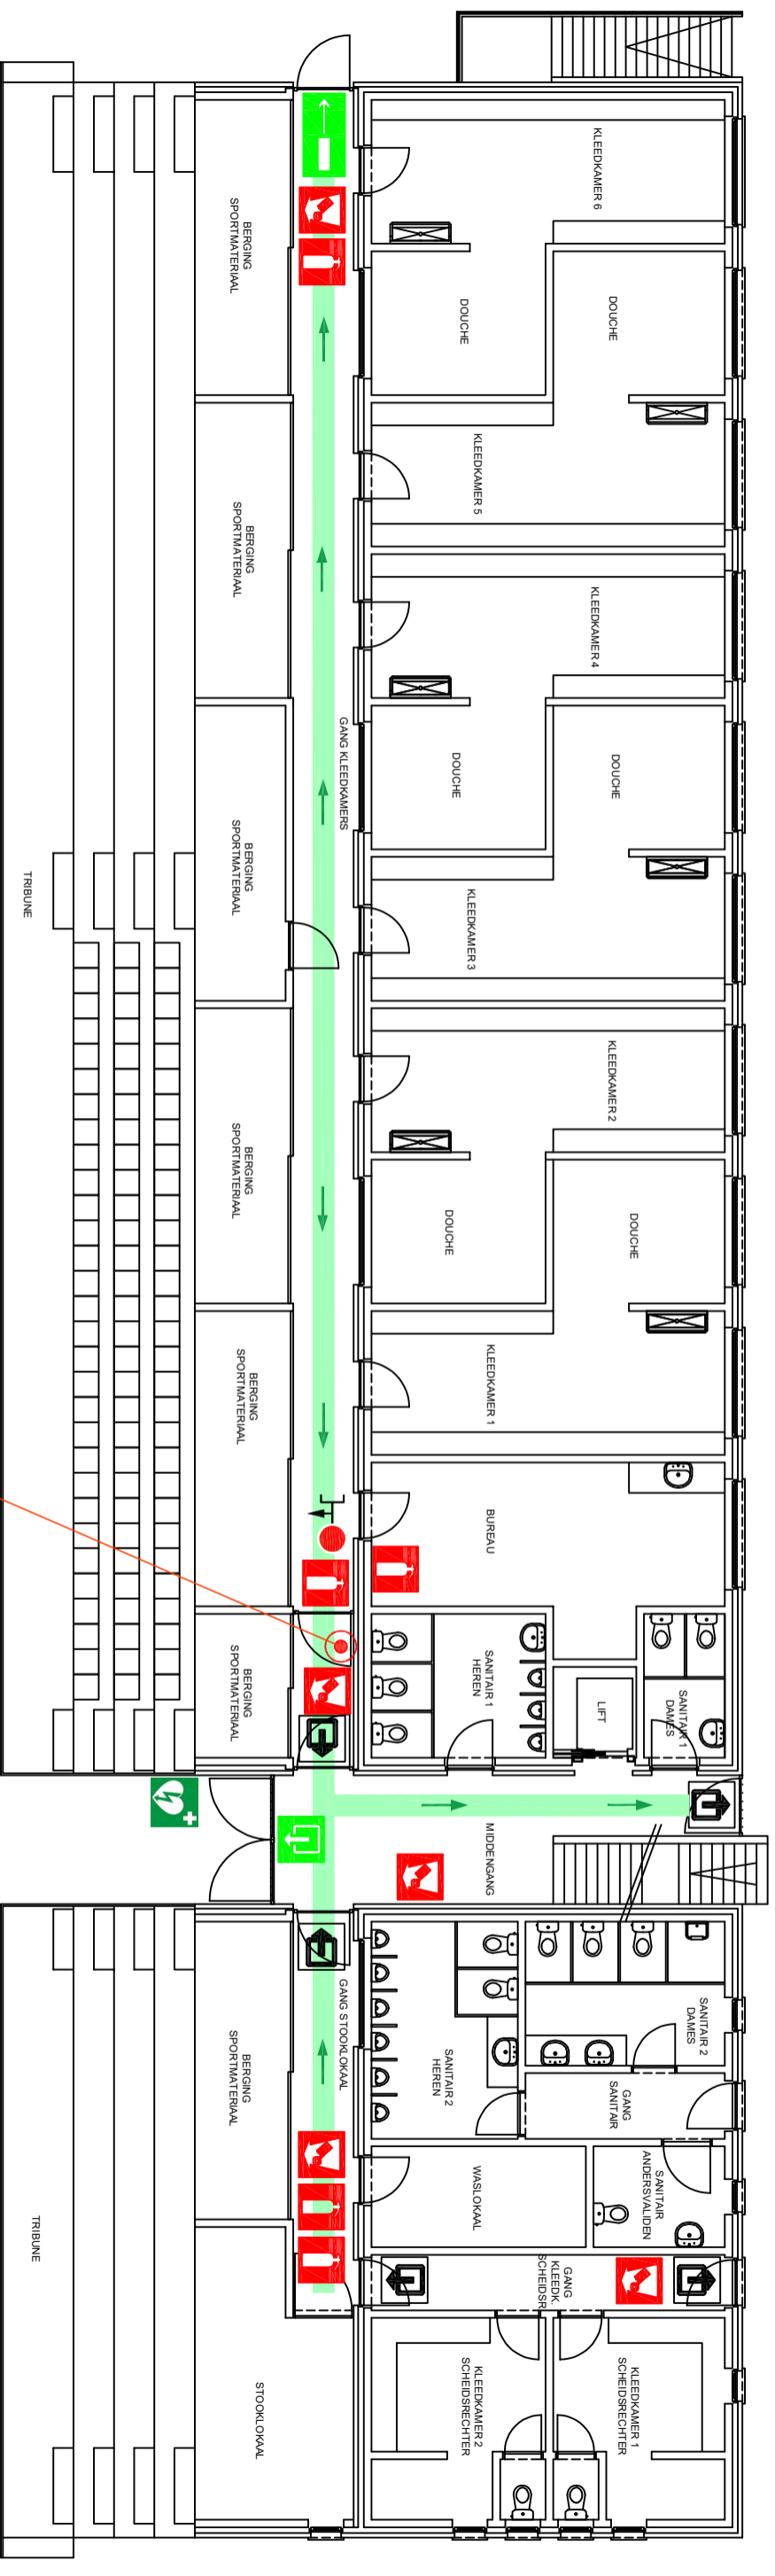 KLEEDKAMER 6
DOUCHE
DOUCHE
BERGING
SPORTMATERIAAL
KLEEDKAMER 5
BERGING
SPORTMATERIAAL
KLEEDKAMER 4
GANG KLEEDKAMERS
DOUCHE
DOUCHE
BERGING
SPORTMATERIAAL
TRIBUNE
KLEEDKAMER 3
KLEEDKAMER 2
BERGING
SPORTMATERIAAL
DOUCHE
DOUCHE
KLEEDKAMER 1
BERGING
SPORTMATERIAAL
BUREAU
SANITAIR 1
HEREN
LIFT
SANITAIR 1
DAMES
BERGING
SPORTMATERIAAL
MIDDENGANG
SANITAIR 2
DAMES
GANG STOOKLOKAAL
SANITAIR 2
HEREN
GANG
SANITAIR
BERGING
SPORTMATERIAAL
WASLOKAAL
SANITAIR
ANDERSVALIDEN
GANG
KLEEDK.
SCHEIDSR
TRIBUNE
STOOKLOKAAL
KLEEDKAMER 2
SCHEIDSRECHTER
KLEEDKAMER 1
SCHEIDSRECHTER